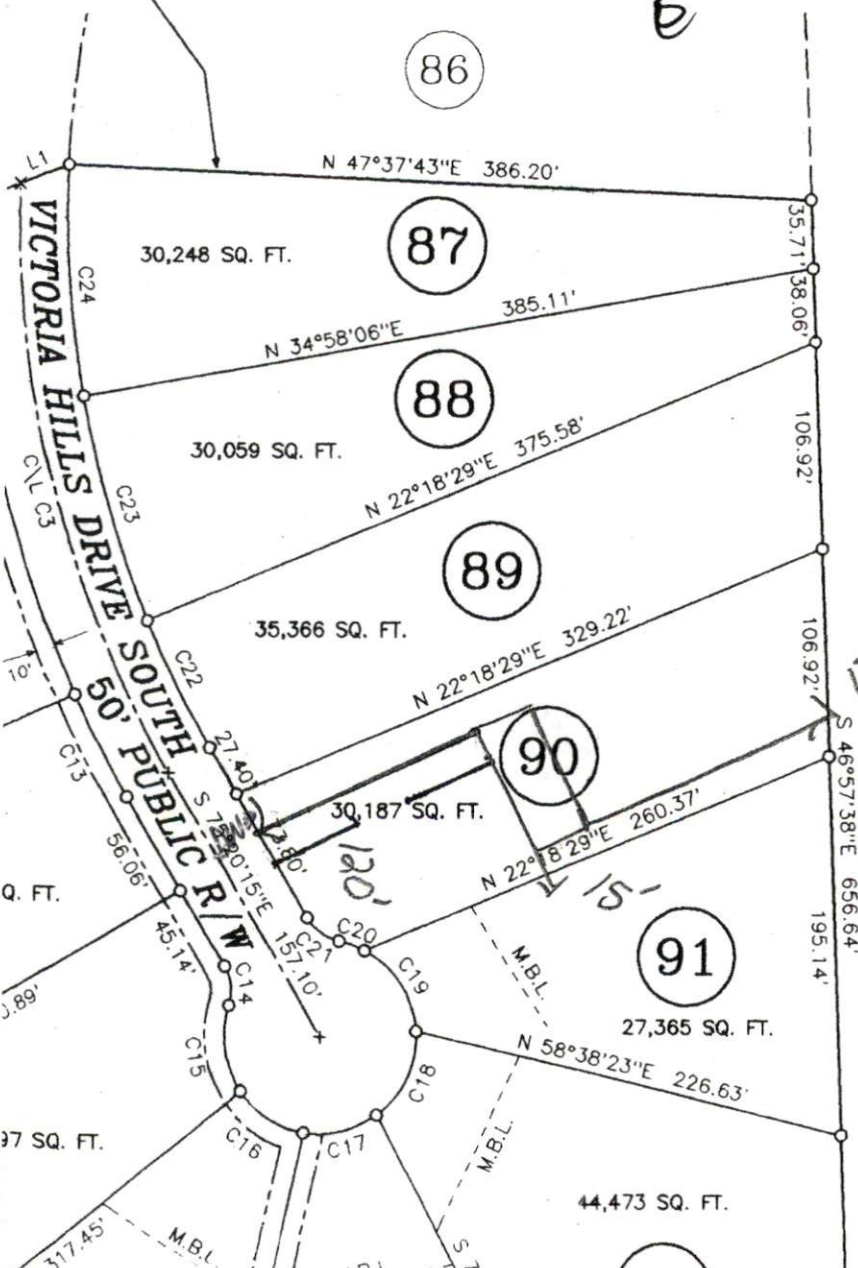 B
86
L1
N 47°37'43"E 386.20'
VICTORIA HILLS DRIVE SOUTH
50' PUBLIC R/W
30,248 SQ. FT.
87
35.71'
C24
N 34°58'06"E 385.11'
38.06'
88
30,059 SQ. FT.
C\L C3
C23
N 22°18'29"E 375.58'
106.92'
89
35,366 SQ. FT.
C22
N 22°18'29"E 329.22'
106.92'
10'
C13
27.40'
90
30,187 SQ. FT.
S 46°57'38"E 656.64'
56.06'
120'
15'
N 22°18'29"E 260.37'
Q. FT.
45.14'
157.10'
C21
C20
C19
M.B.L.
91
195.14'
27,365 SQ. FT.
C14
C15
C18
N 58°38'23"E 226.63'
97 SQ. FT.
C16
C17
M.B.L.
44,473 SQ. FT.
317.45'
M.B.L.